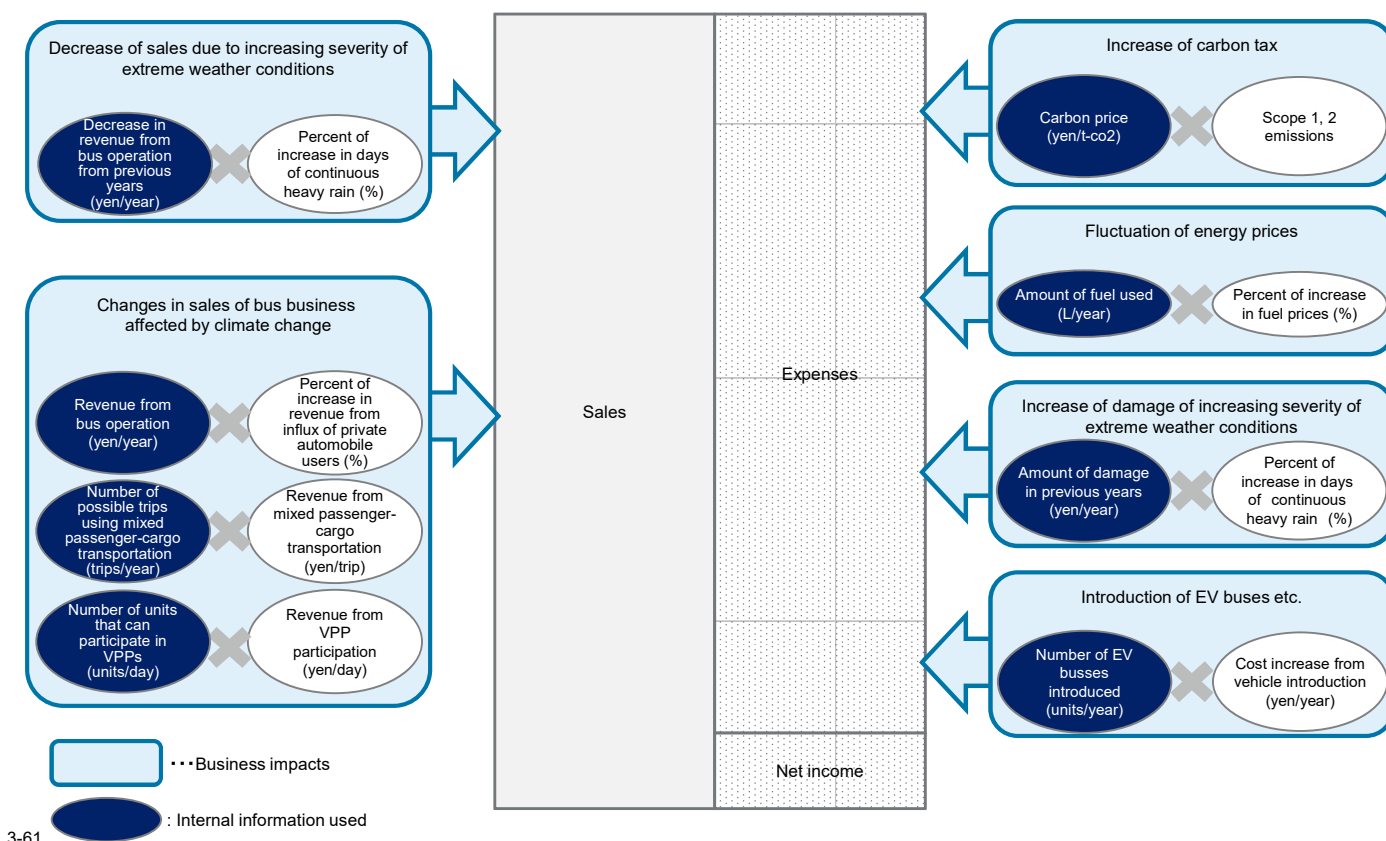 Decrease of sales due to increasing severity of
extreme weather conditions
Decrease in
revenue from
bus operation
from previous
years
(yen/year)
Percent of
increase in days
of continuous
heavy rain (%)
Changes in sales of bus business
affected by climate change
Revenue from
bus operation
(yen/year)
Percent of
increase in
revenue from
influx of private
automobile
users (%)
Number of
possible trips
using mixed
passenger-cargo
transportation
(trips/year)
Revenue from
mixed passenger-
cargo
transportation
(yen/trip)
Number of units
that can
participate in
VPPs
(units/day)
Revenue from
VPP
participation
(yen/day)
Sales
Expenses
Net income
Increase of carbon tax
Carbon price
(yen/t-co2)
Scope 1, 2
emissions
Fluctuation of energy prices
Amount of fuel used
(L/year)
Percent of increase
in fuel prices (%)
Increase of damage of increasing severity of
extreme weather conditions
Amount of damage
in previous years
(yen/year)
Percent of
increase in days
of continuous
heavy rain (%)
Introduction of EV buses etc.
Number of EV
busses
introduced
(units/year)
Cost increase from
vehicle introduction
(yen/year)
･･･Business impacts
: Internal information used
3-61